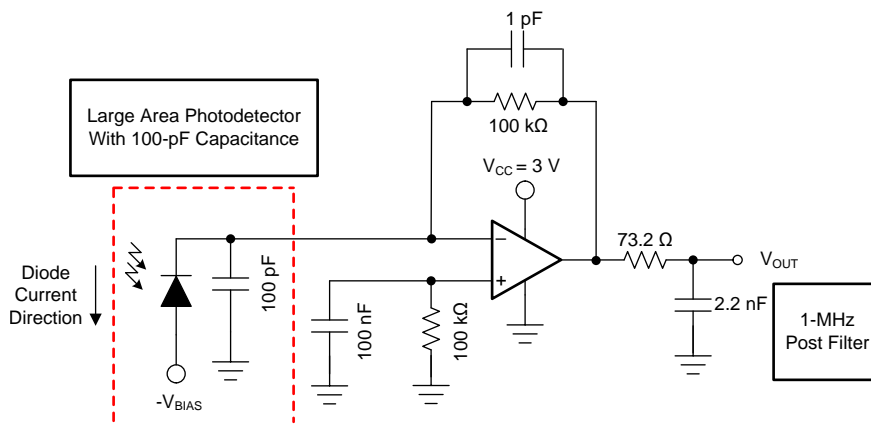 1 pF
Large Area Photodetector
With 100-pF Capacitance
100 kΩ
VCC = 3 V
Diode
Current
Direction
100 pF
−
+
73.2 Ω
VOUT
100 nF
100 kΩ
2.2 nF
1-MHz
Post Filter
-VBIAS